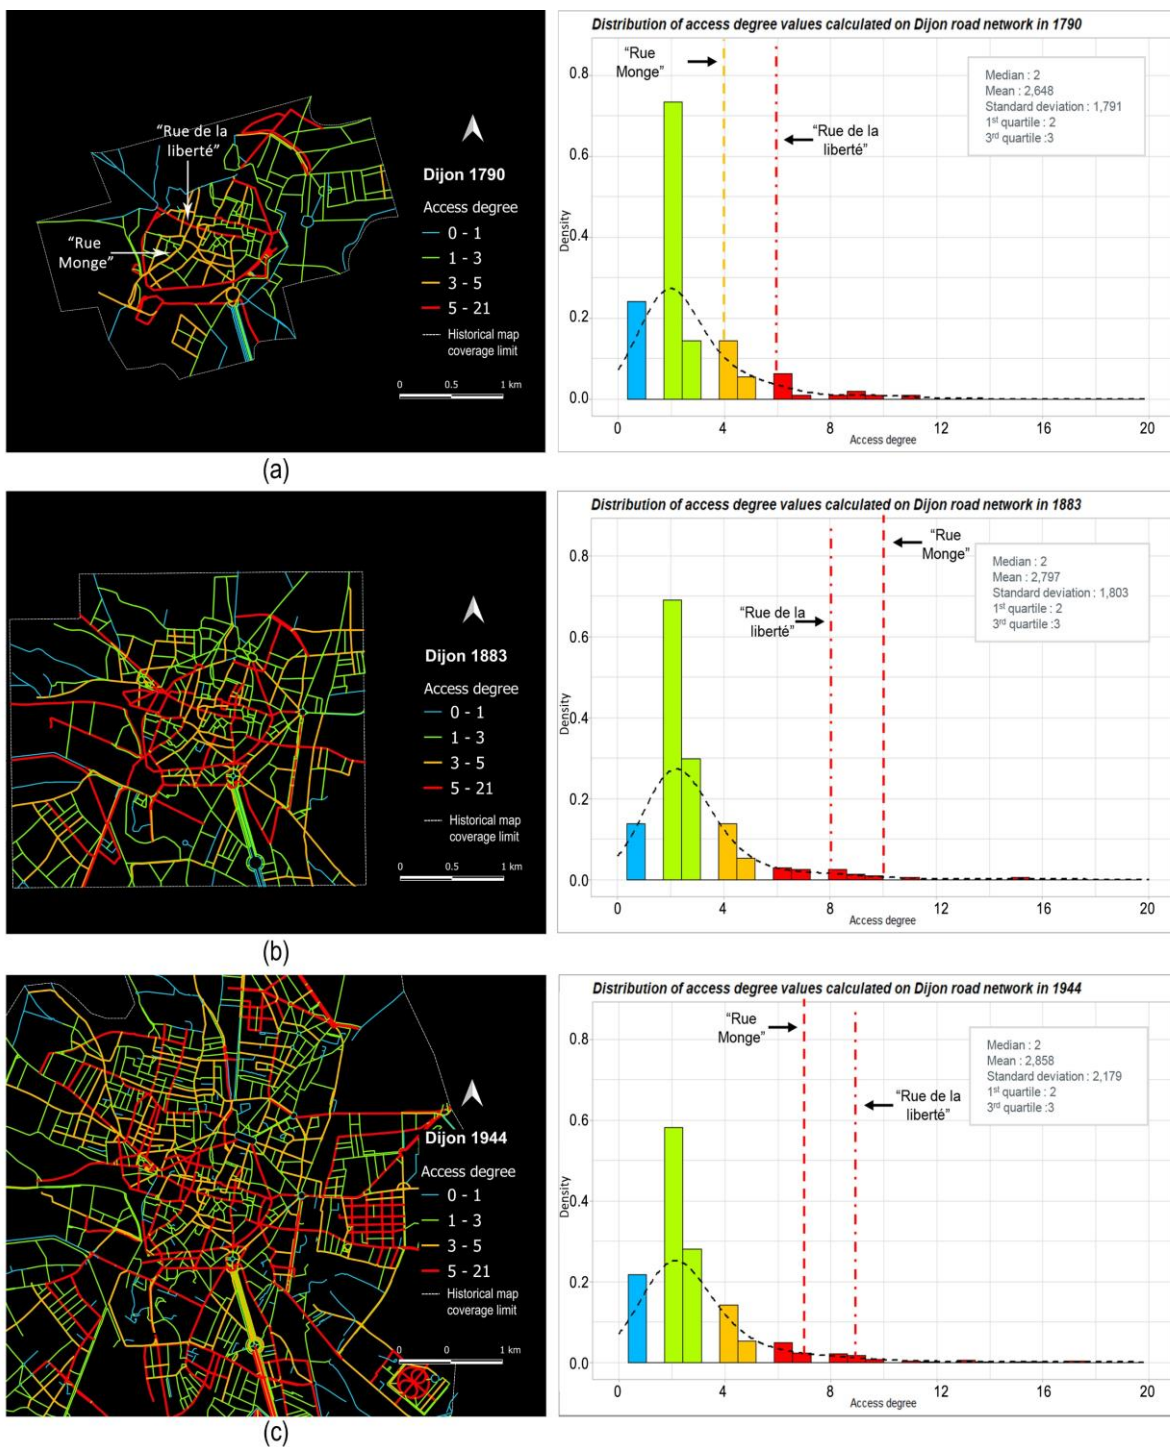 "Rue de la
liberté"
"Rue
Monge"
Dijon 1790
Access degree
0 - 1
1 - 3
3 - 5
5 - 21
Historical map
coverage limit
0 0.5 1 km
Distribution of access degree values calculated on Dijon road network in 1790
"Rue
Monge"
"Rue de la
liberté"
Median : 2
Mean : 2,648
Standard deviation : 1,791
1st quartile : 2
3rd quartile :3
Density
0.8
0.6
0.4
0.2
0.0
0 4 8 12 16 20
Access degree
(a)
Dijon 1883
Access degree
0 - 1
1 - 3
3 - 5
5 - 21
Historical map
coverage limit
0 0.5 1 km
Distribution of access degree values calculated on Dijon road network in 1883
"Rue
Monge"
"Rue de la
liberté"
Median : 2
Mean : 2,797
Standard deviation : 1,803
1st quartile : 2
3rd quartile :3
Density
0.8
0.6
0.4
0.2
0.0
0 4 8 12 16 20
Access degree
(b)
Dijon 1944
Access degree
0 - 1
1 - 3
3 - 5
5 - 21
Historical map
coverage limit
0 0.5 1 km
Distribution of access degree values calculated on Dijon road network in 1944
"Rue
Monge"
"Rue de la
liberté"
Median : 2
Mean : 2,858
Standard deviation : 2,179
1st quartile : 2
3rd quartile :3
Density
0.8
0.6
0.4
0.2
0.0
0 4 8 12 16 20
Access degree
(c)